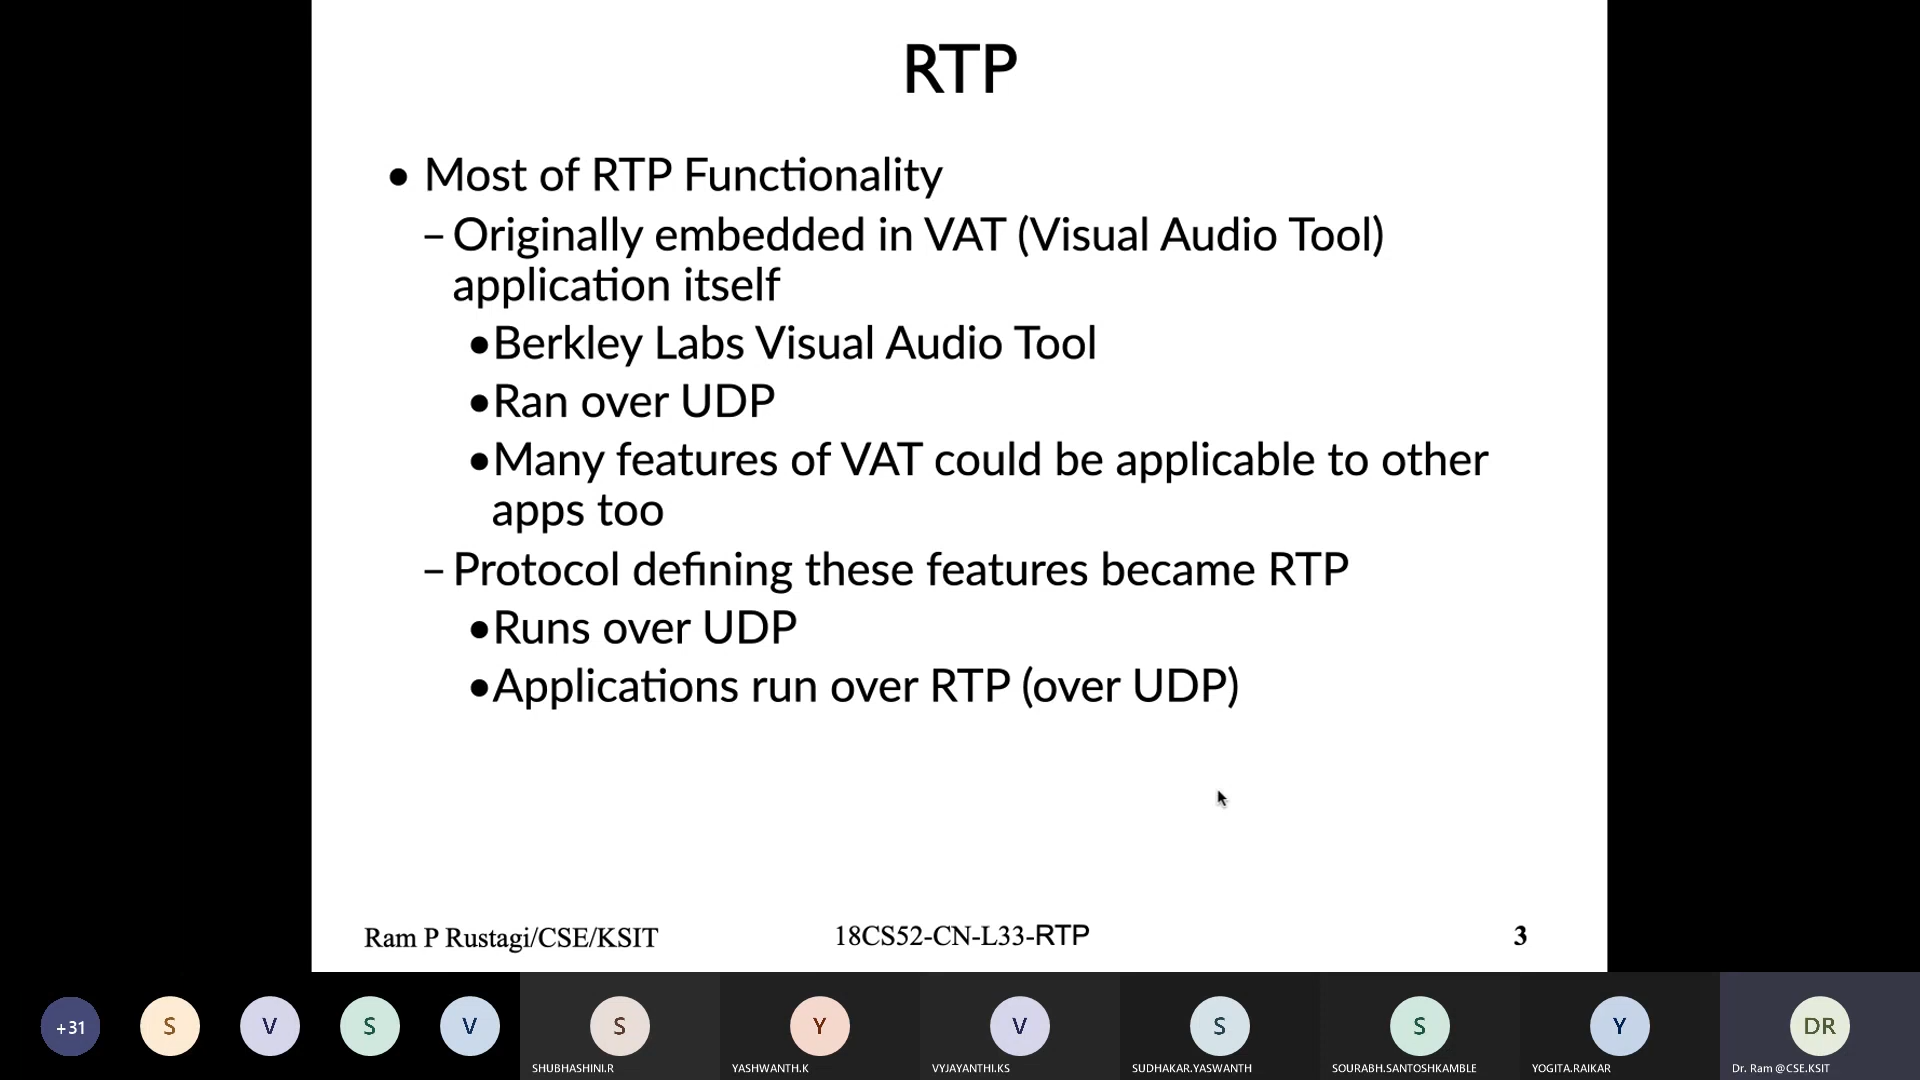 RTP
• Most of RTP Functionality
– Originally embedded in VAT (Visual Audio Tool)
application itself
•Berkley Labs Visual Audio Tool
•Ran over UDP
•Many features of VAT could be applicable to other
apps too
– Protocol defining these features became RTP
•Runs over UDP
•Applications run over RTP (over UDP)
Ram P Rustagi/CSE/KSIT
18CS52-CN-L33-RTP
3
+31
S
V
S
V
S
Y
V
S
S
Y
DR
SHUBHASHINI.R
YASHWANTH.K
VYJAYANTHI.KS
SUDHAKAR.YASWANTH
SOURABH.SANTOSHKAMBLE
YOGITA.RAIKAR
Dr. Ram @CSE.KSIT